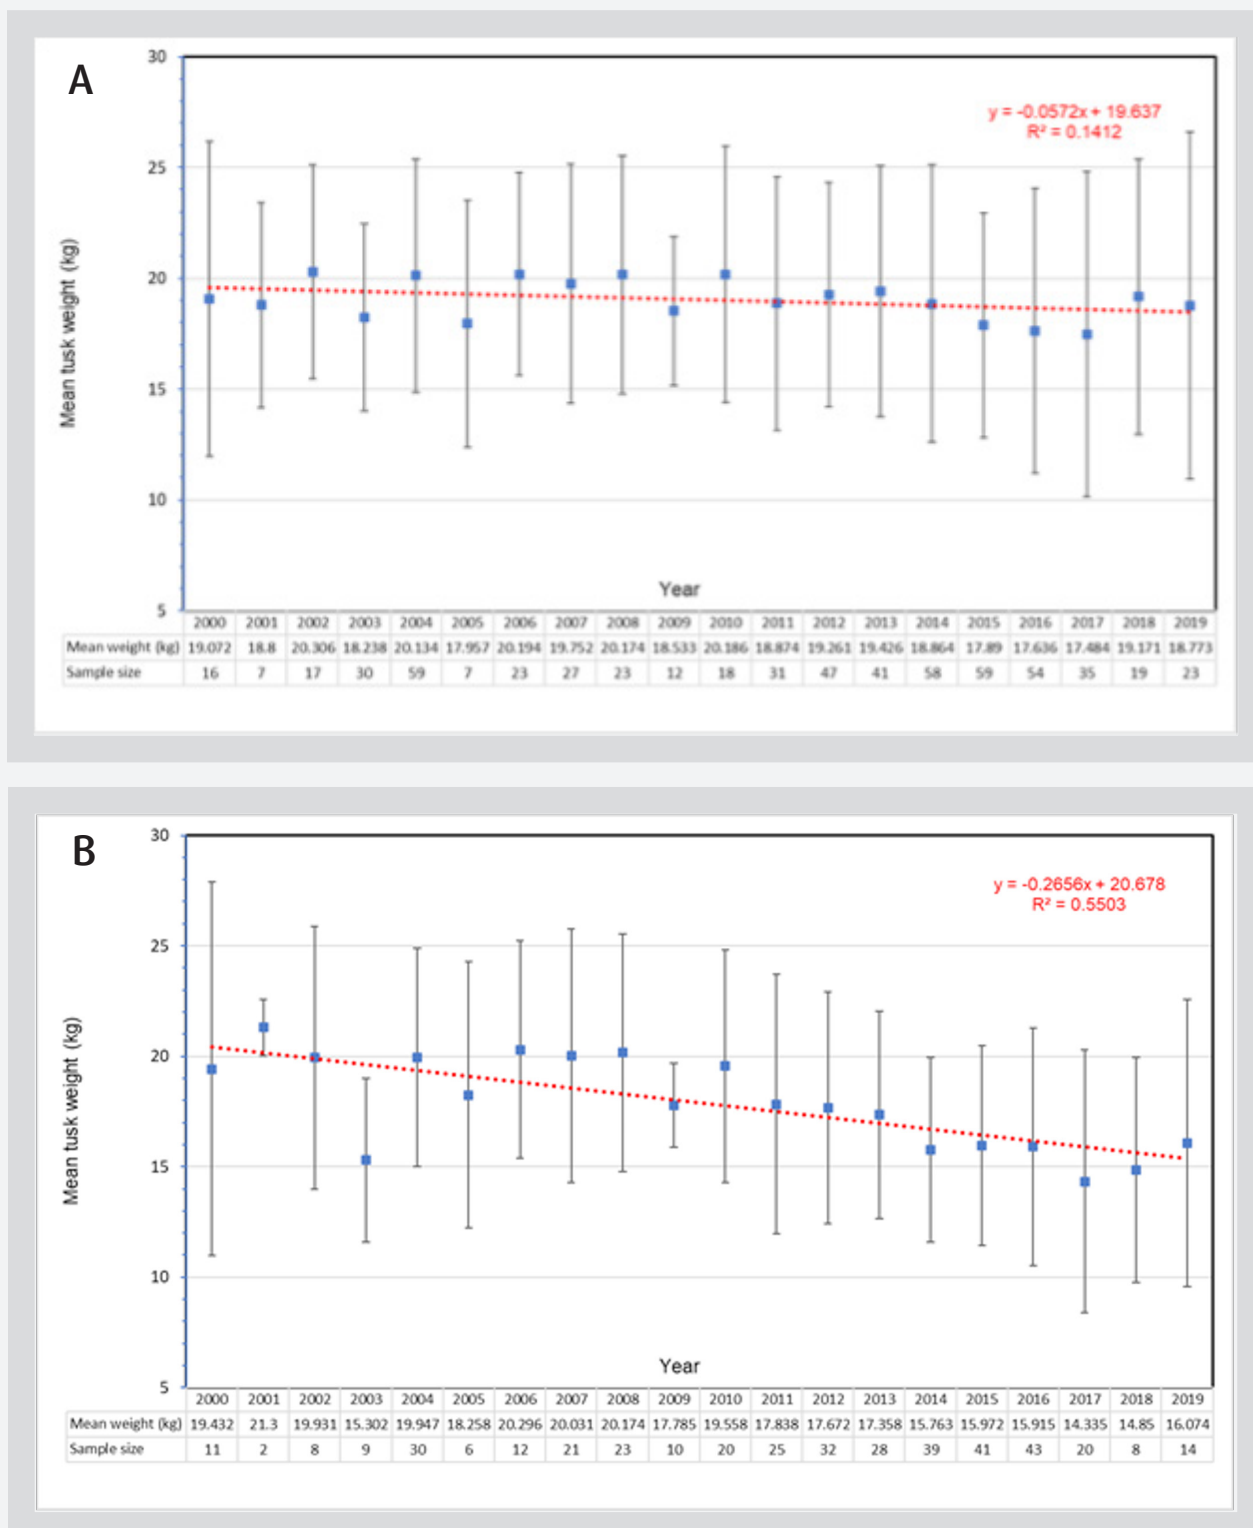 A
30
y = -0.0572x + 19.637
R² = 0.1412
25
20
15
10
5
Mean tusk weight (kg)
Year
2000 2001 2002 2003 2004 2005 2006 2007 2008 2009 2010 2011 2012 2013 2014 2015 2016 2017 2018 2019
Mean weight (kg) 19.072 18.8 20.306 18.238 20.134 17.957 20.194 19.752 20.174 18.533 20.186 18.874 19.261 19.426 18.864 17.89 17.636 17.484 19.171 18.773
Sample size 16 7 17 30 59 7 23 27 23 12 18 31 47 41 58 59 54 35 19 23
B
30
y = -0.2656x + 20.678
R² = 0.5503
25
20
15
10
5
Mean tusk weight (kg)
Year
2000 2001 2002 2003 2004 2005 2006 2007 2008 2009 2010 2011 2012 2013 2014 2015 2016 2017 2018 2019
Mean weight (kg) 19.432 21.3 19.931 15.302 19.947 18.258 20.296 20.031 20.174 17.785 19.558 17.838 17.672 17.358 15.763 15.972 15.915 14.335 14.85 16.074
Sample size 11 2 8 9 30 6 12 21 23 10 20 25 32 28 39 41 43 20 8 14